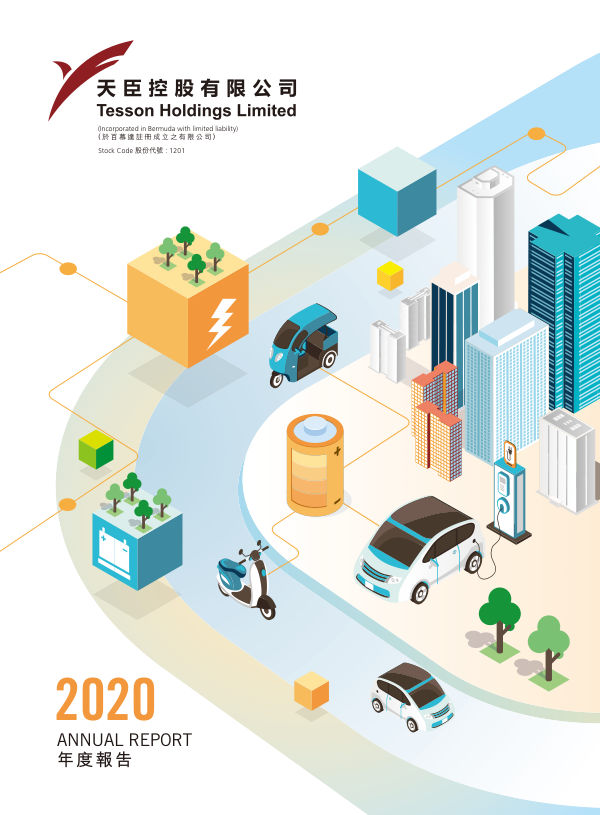 天臣控股有限公司
Tesson Holdings Limited
(Incorporated in Bermuda with limited liability)
(於百慕達註冊成立之有限公司)
Stock Code 股份代號 : 1201
2020
ANNUAL REPORT
年度報告